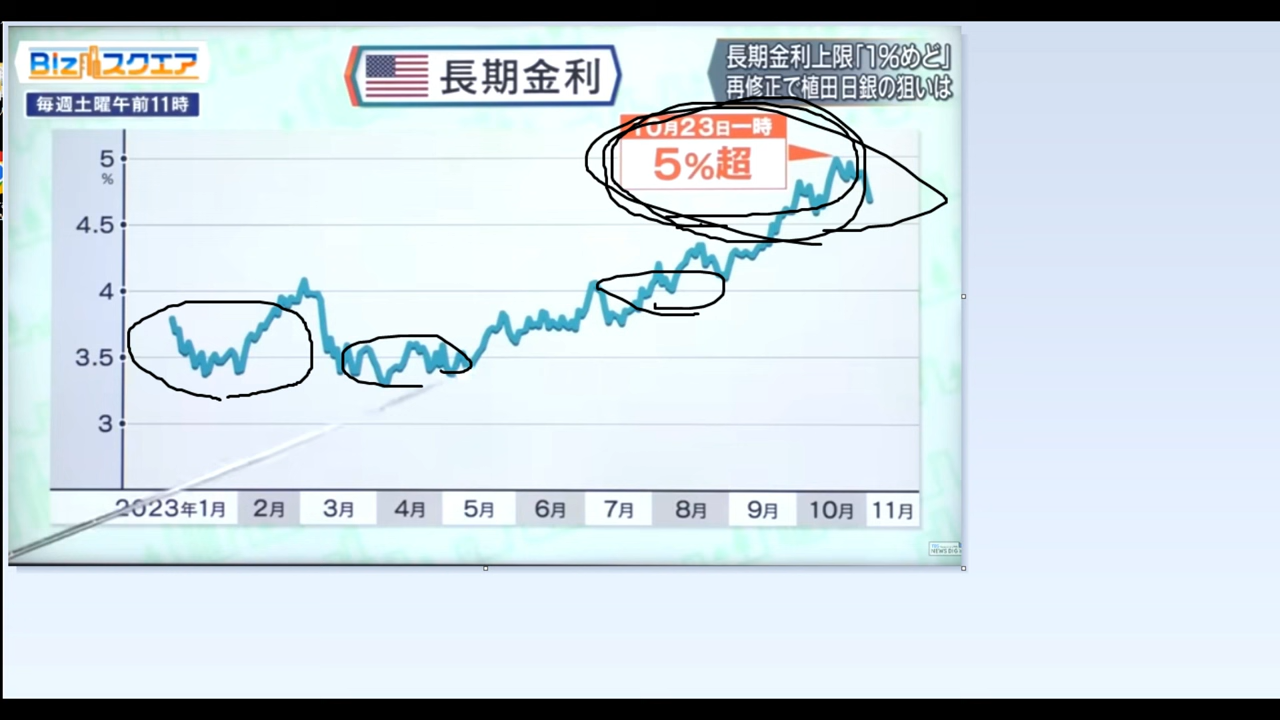 Bizスクエア
毎週土曜午前11時
長期金利
長期金利上限「1%めど」
再修正で植田日銀の狙いは
10月23日一時
5%超
5
%
4.5
4
3.5
3
2023年1月 2月 3月 4月 5月 6月 7月 8月 9月 10月 11月
NEWS DIG